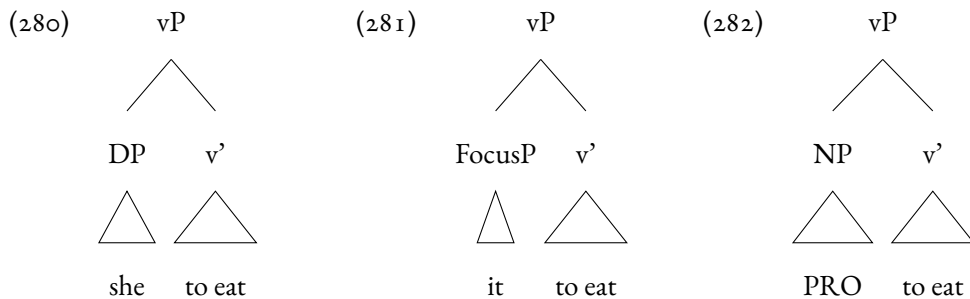 (280) vP (281) vP (282) vP
DP v’ FocusP v’ NP v’
she to eat it to eat PRO to eat